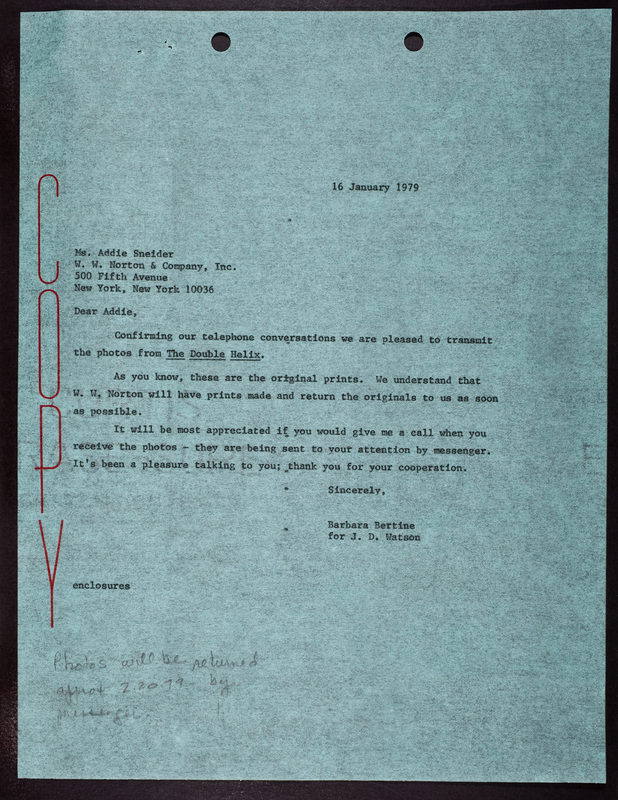 16 January 1979
COPY
Ms. Addie Sneider
W. W. Norton & Company, Inc.
500 Fifth Avenue
New York, New York 10036
Dear Addie,
Confirming our telephone conversations we are pleased to transmit
the photos from The Double Helix.
As you know, these are the original prints. We understand that
W. W. Norton will have prints made and return the originals to us as soon
as possible.
It will be most appreciated if you would give me a call when you
receive the photos - they are being sent to your attention by messenger.
It's been a pleasure talking to you; thank you for your cooperation.
Sincerely,
Barbara Bertine
for J. D. Watson
enclosures
Photos will be returned
approx 2.20.79 by
messenger.